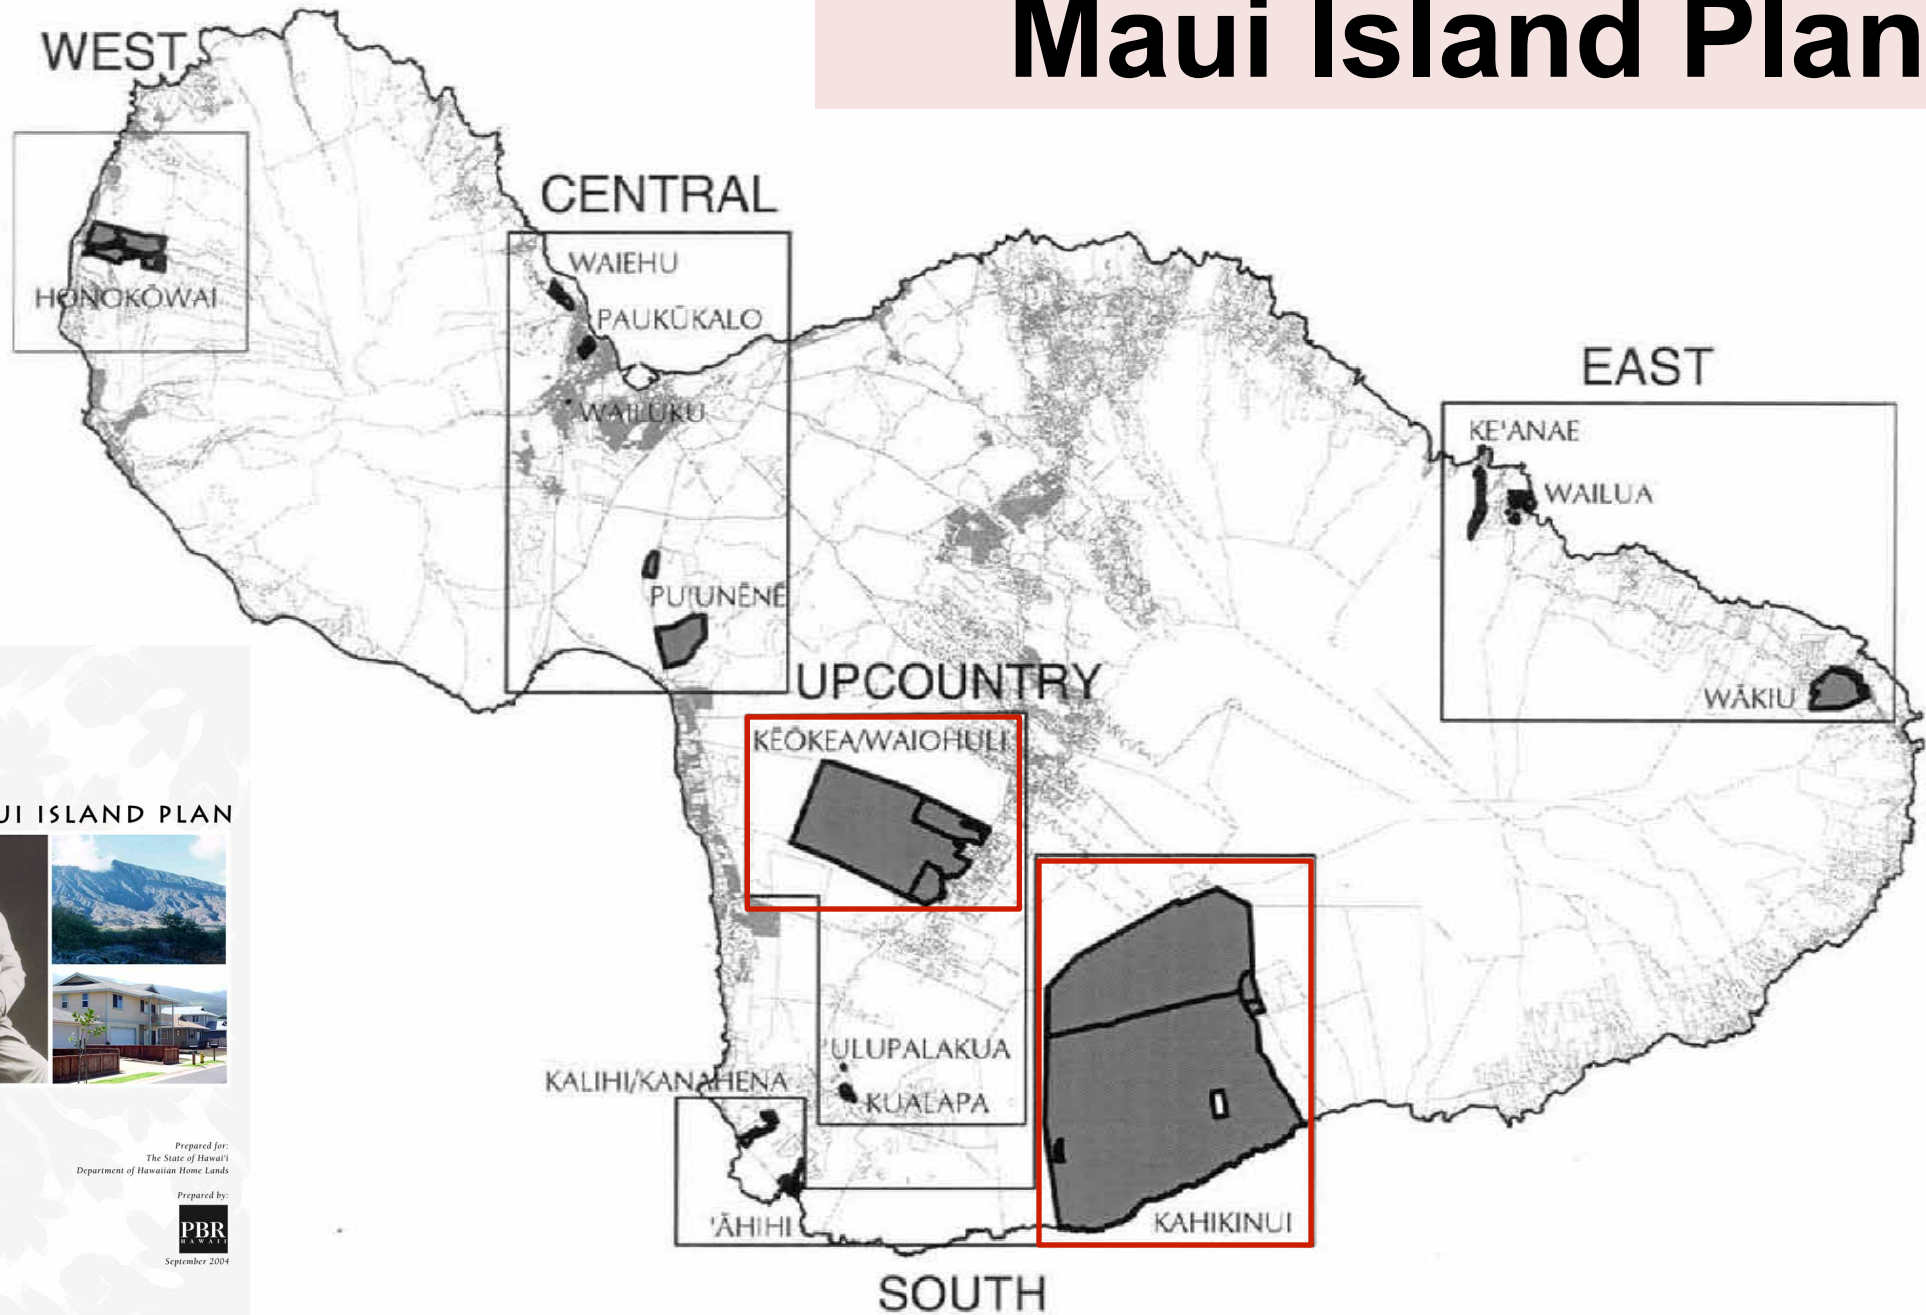 Maui Island Plan
WEST
HONOKŌWAI
CENTRAL
WAIEHU
PAUKŪKALO
WAILUKU
PU'UNĒNĒ
EAST
KE'ANAE
WAILUA
WĀKIU
UPCOUNTRY
KĒŌKEA/WAIOHULI
'ULUPALAKUA
KUALAPA
KALIHI/KANAHENA
'ĀHIHI
KAHIKINUI
SOUTH
UI ISLAND PLAN
Prepared for:
The State of Hawai'i
Department of Hawaiian Home Lands
Prepared by:
PBR
HAWAII
September 2004